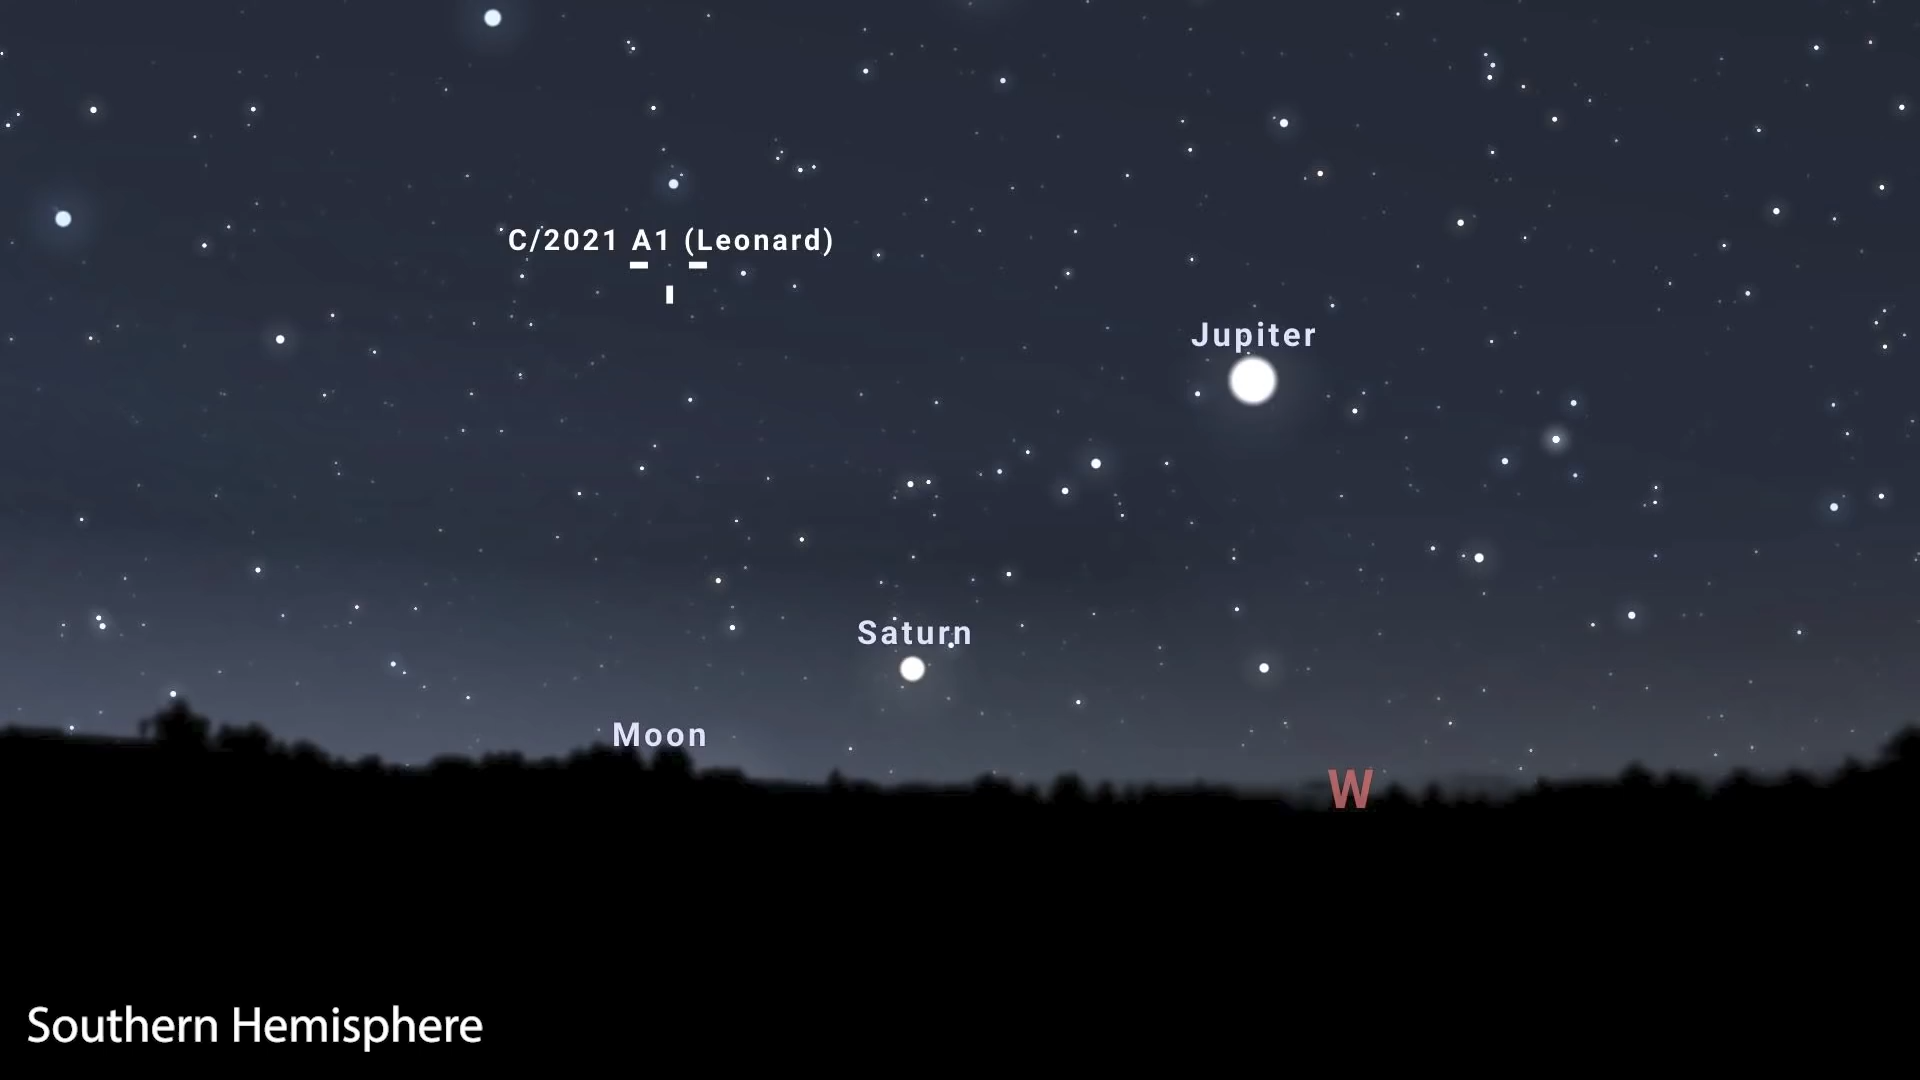 C/2021 A1 (Leonard)
Jupiter
Saturn
Moon
W
Southern Hemisphere